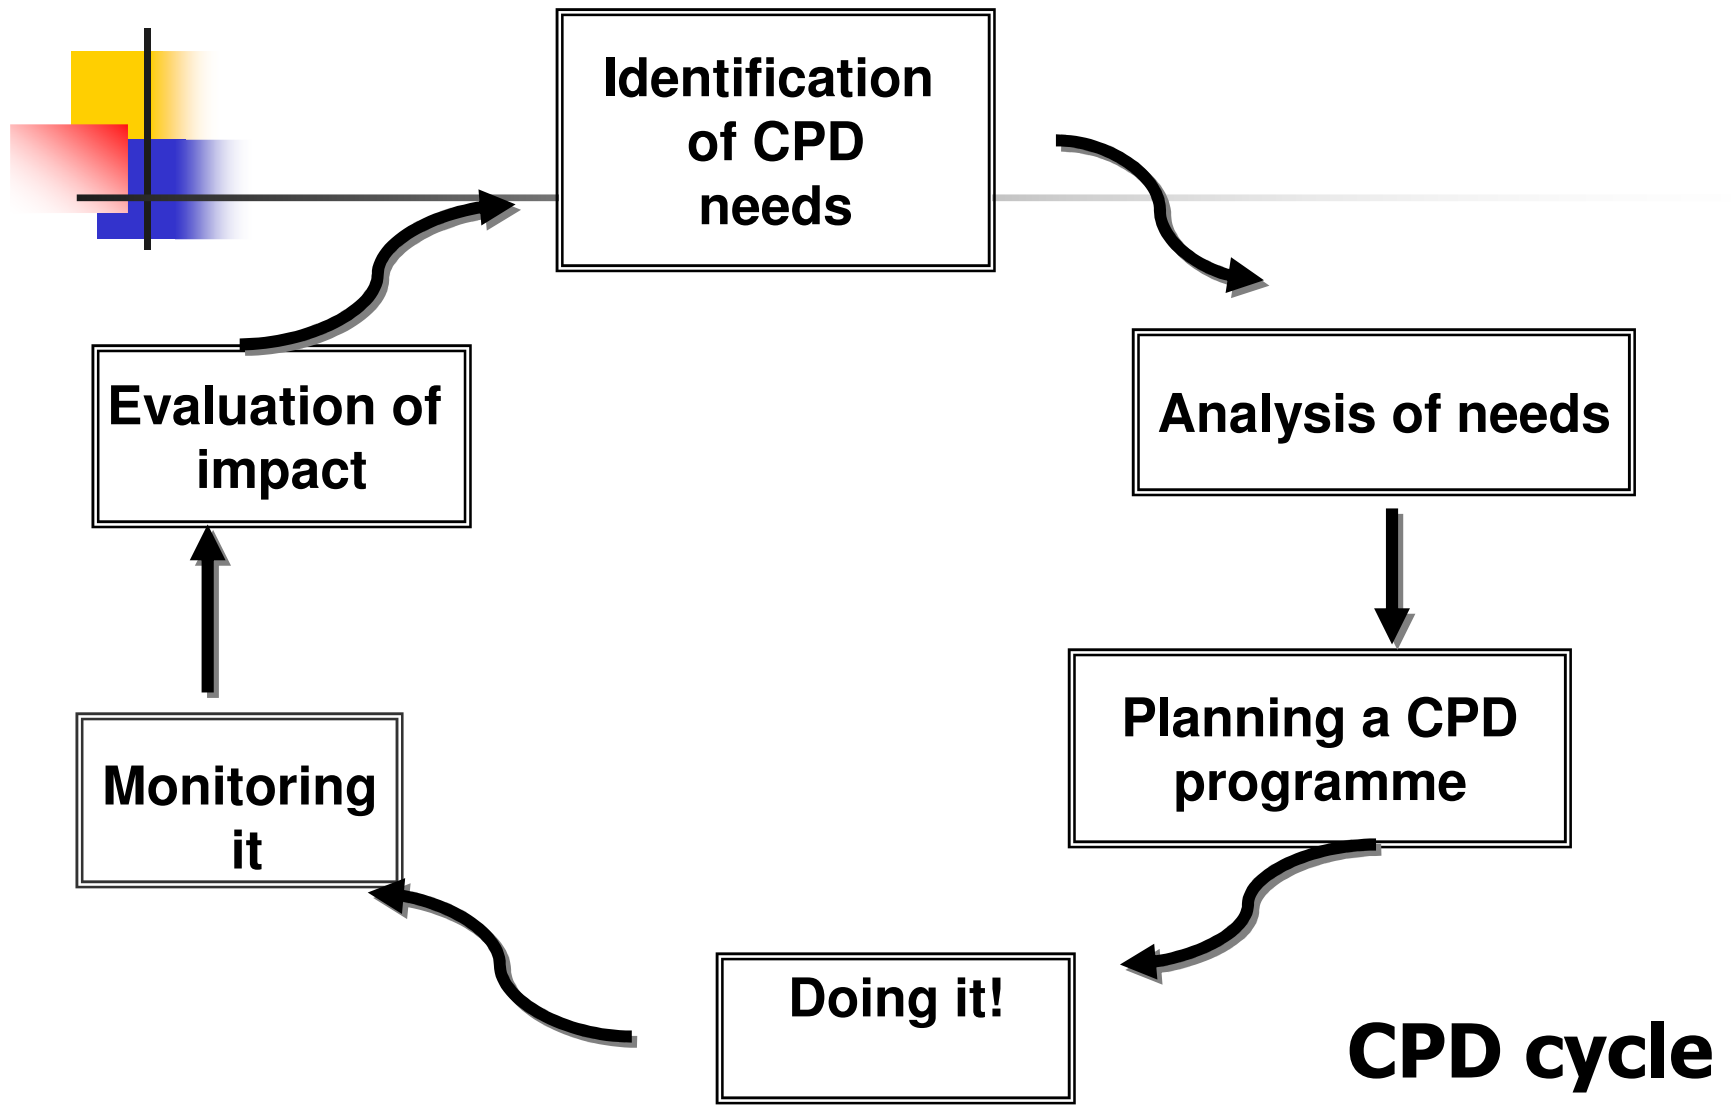 Identification
of CPD
needs
Analysis of needs
Planning a CPD
programme
Doing it!
Monitoring
it
Evaluation of
impact
CPD cycle